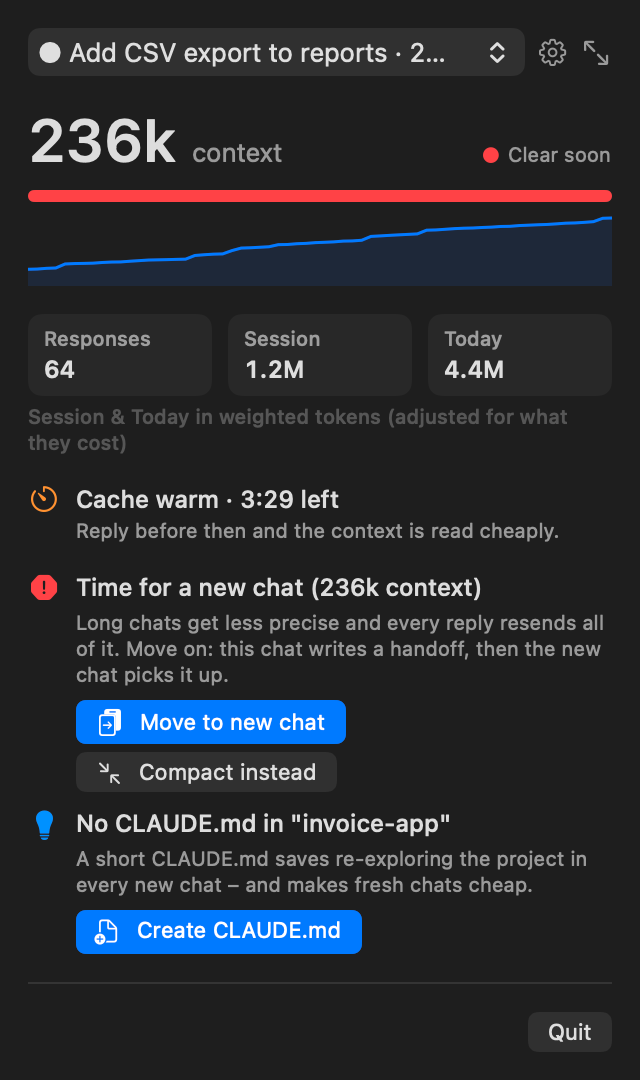 Add CSV export to reports · 2...
236k context
Clear soon
Responses
64
Session
1.2M
Today
4.4M
Session & Today in weighted tokens (adjusted for what
they cost)
Cache warm · 3:29 left
Reply before then and the context is read cheaply.
Time for a new chat (236k context)
Long chats get less precise and every reply resends all
of it. Move on: this chat writes a handoff, then the new
chat picks it up.
Move to new chat
Compact instead
No CLAUDE.md in "invoice-app"
A short CLAUDE.md saves re-exploring the project in
every new chat – and makes fresh chats cheap.
Create CLAUDE.md
Quit